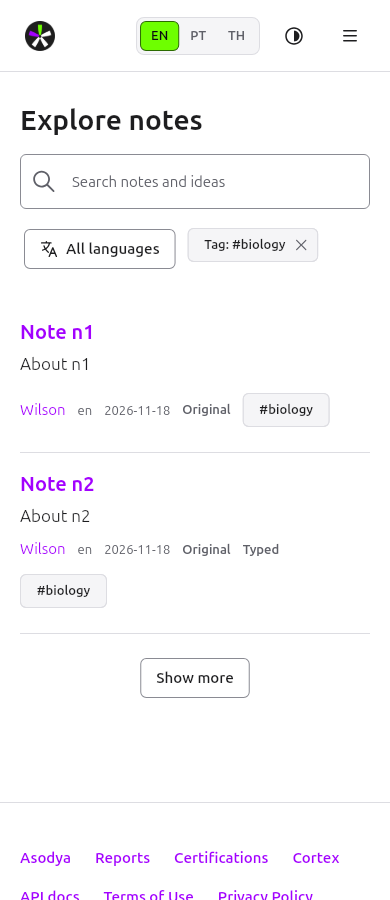 EN PT TH
Explore notes
Search notes and ideas
All languages Tag: #biology
Note n1
About n1
Wilson en 2026-11-18 Original #biology
Note n2
About n2
Wilson en 2026-11-18 Original Typed
#biology
Show more
Asodya Reports Certifications Cortex
API docs Terms of Use Privacy Policy